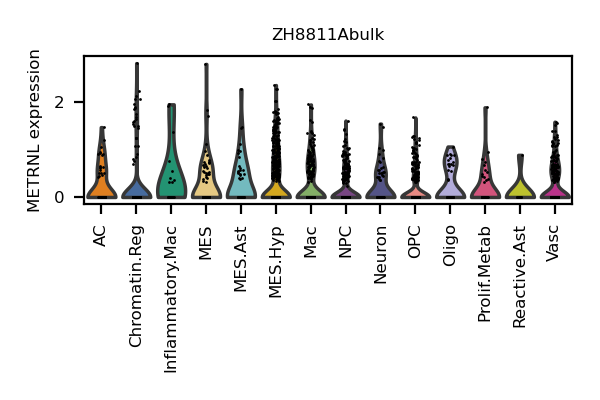 ZH8811Abulk
METRNL expression
2
0
AC
Chromatin.Reg
Inflammatory.Mac
MES
MES.Ast
MES.Hyp
Mac
NPC
Neuron
OPC
Oligo
Prolif.Metab
Reactive.Ast
Vasc